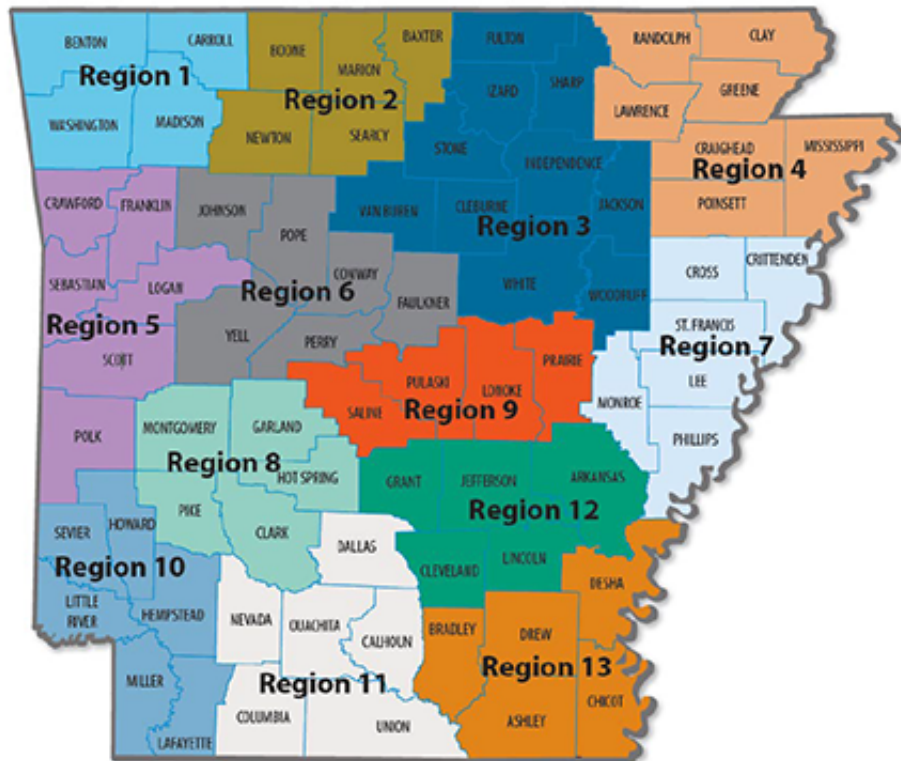 BENTON
CARROLL
Region 1
WASHINGTON
MADISON
BOONE
MARION
BAXTER
Region 2
NEWTON
SEARCY
FULTON
IZARD
SHARP
STONE
INDEPENDENCE
VAN BUREN
CLEBURNE
JACKSON
Region 3
WHITE
WOODRUFF
RANDOLPH
CLAY
GREENE
LAWRENCE
CRAIGHEAD
MISSISSIPPI
Region 4
POINSETT
CRAWFORD
FRANKLIN
SEBASTIAN
LOGAN
Region 5
SCOTT
POLK
JOHNSON
POPE
CONWAY
Region 6
FAULKNER
YELL
PERRY
CROSS
CRITTENDEN
ST. FRANCIS
Region 7
LEE
MONROE
PHILLIPS
MONTGOMERY
GARLAND
Region 8
HOT SPRING
PIKE
CLARK
PULASKI
LONOKE
PRAIRIE
SALINE
Region 9
HOWARD
SEVIER
Region 10
LITTLE
RIVER
HEMPSTEAD
MILLER
LAFAYETTE
DALLAS
NEVADA
OUACHITA
CALHOUN
Region 11
COLUMBIA
UNION
GRANT
JEFFERSON
ARKANSAS
Region 12
CLEVELAND
LINCOLN
DESHA
BRADLEY
DREW
Region 13
ASHLEY
CHICOT